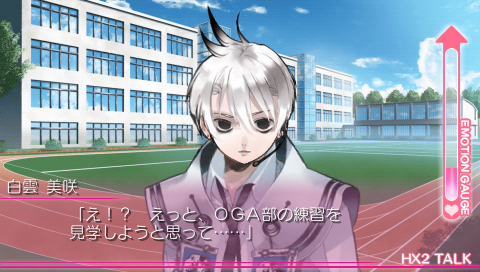 EMOTION GAUGE
白雲 美咲
「え！？　えっと、ＯＧＡ部の練習を
見学しようと思って……」
HX2 TALK